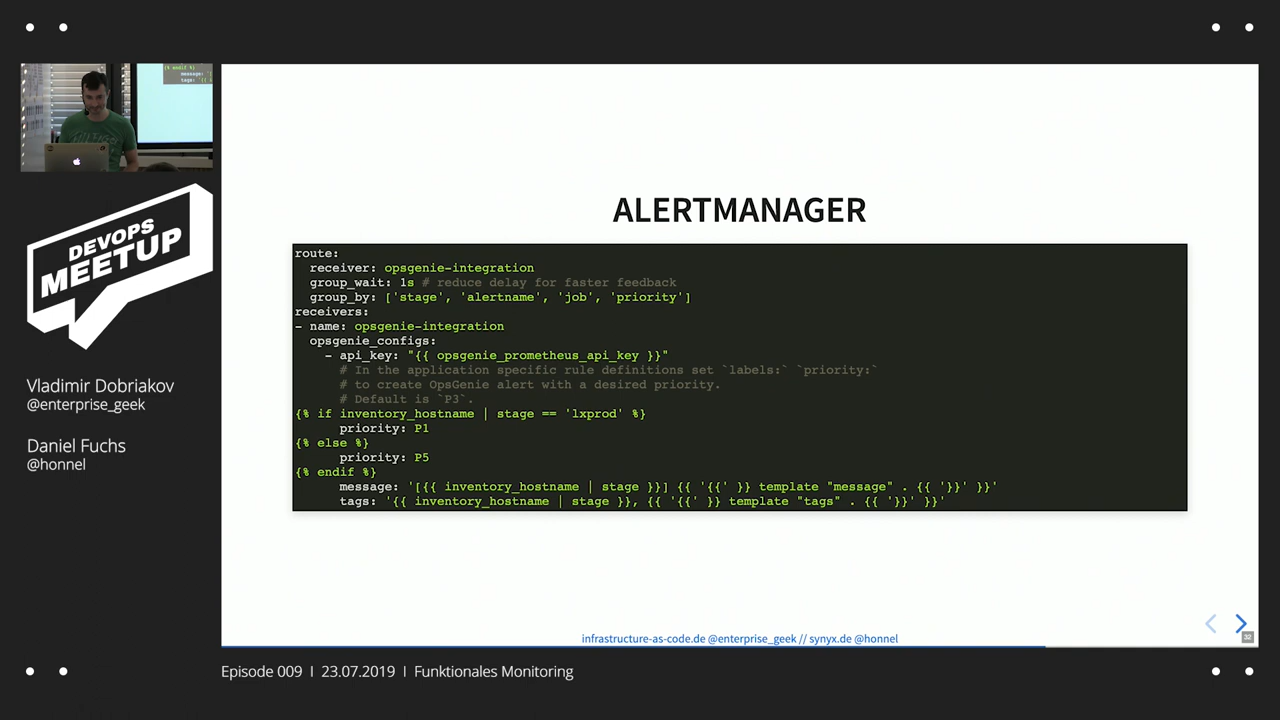 {% endif %}
message:
tags:
DEVOPS
MEETUP
Vladimir Dobriakov
@enterprise_geek
Daniel Fuchs
@honnel
ALERTMANAGER
route:
  receiver: opsgenie-integration
  group_wait: 1s # reduce delay for faster feedback
  group_by: ['stage', 'alertname', 'job', 'priority']
receivers:
- name: opsgenie-integration
  opsgenie_configs:
    - api_key: "{{ opsgenie_prometheus_api_key }}"
      # In the application specific rule definitions set `labels:` `priority:`
      # to create OpsGenie alert with a desired priority.
      # Default is `P3`.
{% if inventory_hostname | stage == 'lxprod' %}
      priority: P1
{% else %}
      priority: P5
{% endif %}
      message: '[{{ inventory_hostname | stage }}] {{ '{{' }} template "message" . {{ '}}' }}'
      tags: '{{ inventory_hostname | stage }}, {{ '{{' }} template "tags" . {{ '}}' }}'
32
infrastructure-as-code.de @enterprise_geek // synyx.de @honnel
Episode 009 | 23.07.2019 | Funktionales Monitoring